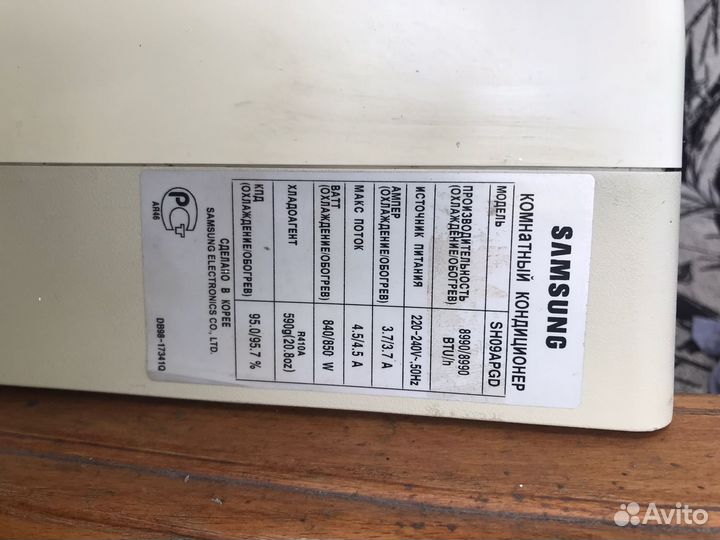 SAMSUNG
КОМНАТНЫЙ КОНДИЦИОНЕР
МОДЕЛЬ SH09APGD
ПРОИЗВОДИТЕЛЬНОСТЬ 8990/8990
(ОХЛАЖДЕНИЕ/ОБОГРЕВ) BTU/h
ИСТОЧНИК ПИТАНИЯ 220-240V~,50Hz
АМПЕР
(ОХЛАЖДЕНИЕ/ОБОГРЕВ) 3.7/3.7 A
МАКС ПОТОК 4.5/4.5 A
ВАТТ
(ОХЛАЖДЕНИЕ/ОБОГРЕВ) 840/850 W
ХЛАДОАГЕНТ R410A
590g(20.8oz)
КПД
(ОХЛАЖДЕНИЕ/ОБОГРЕВ) 95.0/95.7 %
РСТ
АЯ46
СДЕЛАНО В КОРЕЕ
SAMSUNG ELECTRONICS CO., LTD.
DB98-17341Q
Avito